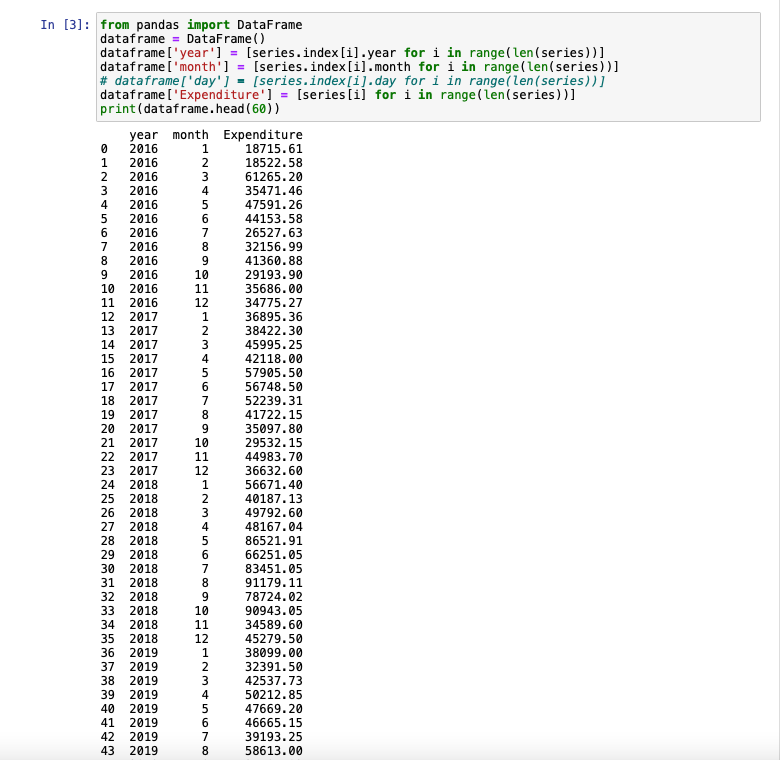 In [3]: from pandas import DataFrame
dataframe = DataFrame()
dataframe['year'] = [series.index[i].year for i in range(len(series))]
dataframe['month'] = [series.index[i].month for i in range(len(series))]
# dataframe['day'] = [series.index[i].day for i in range(len(series))]
dataframe['Expenditure'] = [series[i] for i in range(len(series))]
print(dataframe.head(60))
year month Expenditure
0 2016 1 18715.61
1 2016 2 18522.58
2 2016 3 61265.20
3 2016 4 35471.46
4 2016 5 47591.26
5 2016 6 44153.58
6 2016 7 26527.63
7 2016 8 32156.99
8 2016 9 41360.88
9 2016 10 29193.90
10 2016 11 35686.00
11 2016 12 34775.27
12 2017 1 36895.36
13 2017 2 38422.30
14 2017 3 45995.25
15 2017 4 42118.00
16 2017 5 57905.50
17 2017 6 56748.50
18 2017 7 52239.31
19 2017 8 41722.15
20 2017 9 35097.80
21 2017 10 29532.15
22 2017 11 44983.70
23 2017 12 36632.60
24 2018 1 56671.40
25 2018 2 40187.13
26 2018 3 49792.60
27 2018 4 48167.04
28 2018 5 86521.91
29 2018 6 66251.05
30 2018 7 83451.05
31 2018 8 91179.11
32 2018 9 78724.02
33 2018 10 90943.05
34 2018 11 34589.60
35 2018 12 45279.50
36 2019 1 38099.00
37 2019 2 32391.50
38 2019 3 42537.73
39 2019 4 50212.85
40 2019 5 47669.20
41 2019 6 46665.15
42 2019 7 39193.25
43 2019 8 58613.00